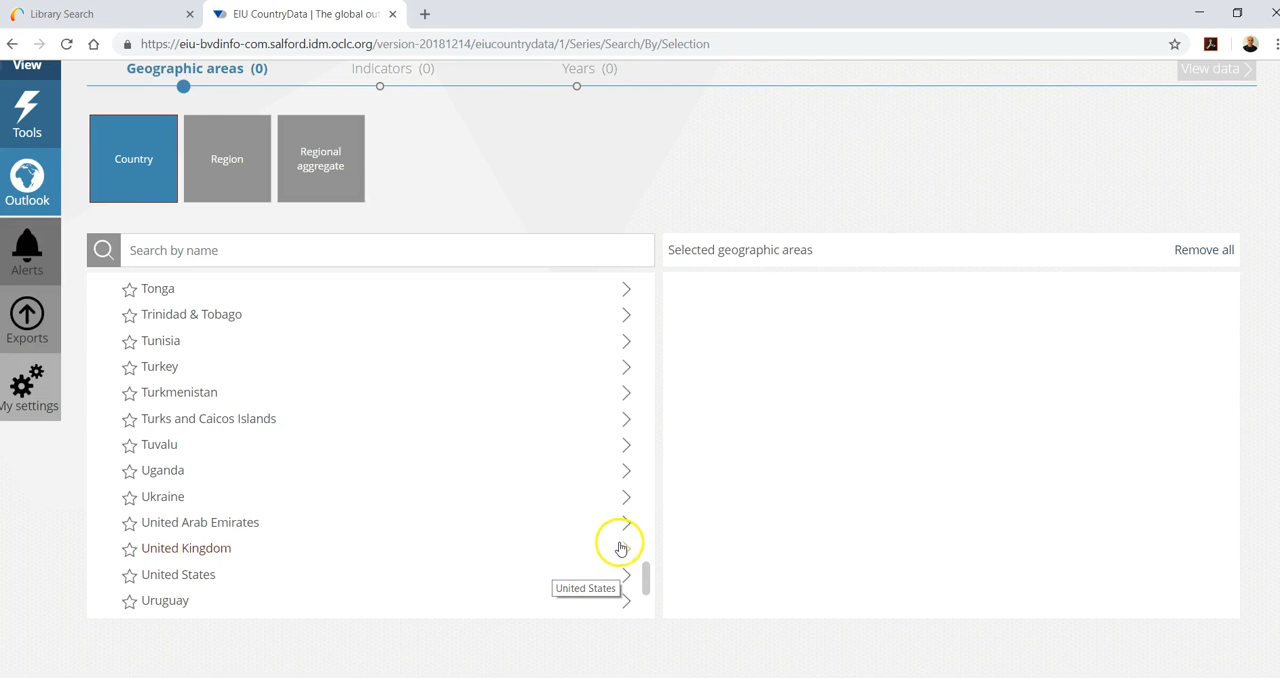 Library Search
EIU CountryData | The global out
https://eiu-bvdinfo-com.salford.idm.oclc.org/version-20181214/eiucountrydata/1/Series/Search/By/Selection
View
Geographic areas (0)
Indicators (0)
Years (0)
View data
Tools
Country
Region
Regional
aggregate
Outlook
Search by name
Selected geographic areas
Remove all
Alerts
Tonga
Trinidad & Tobago
Exports
Tunisia
Turkey
Turkmenistan
My settings
Turks and Caicos Islands
Tuvalu
Uganda
Ukraine
United Arab Emirates
United Kingdom
United States
United States
Uruguay